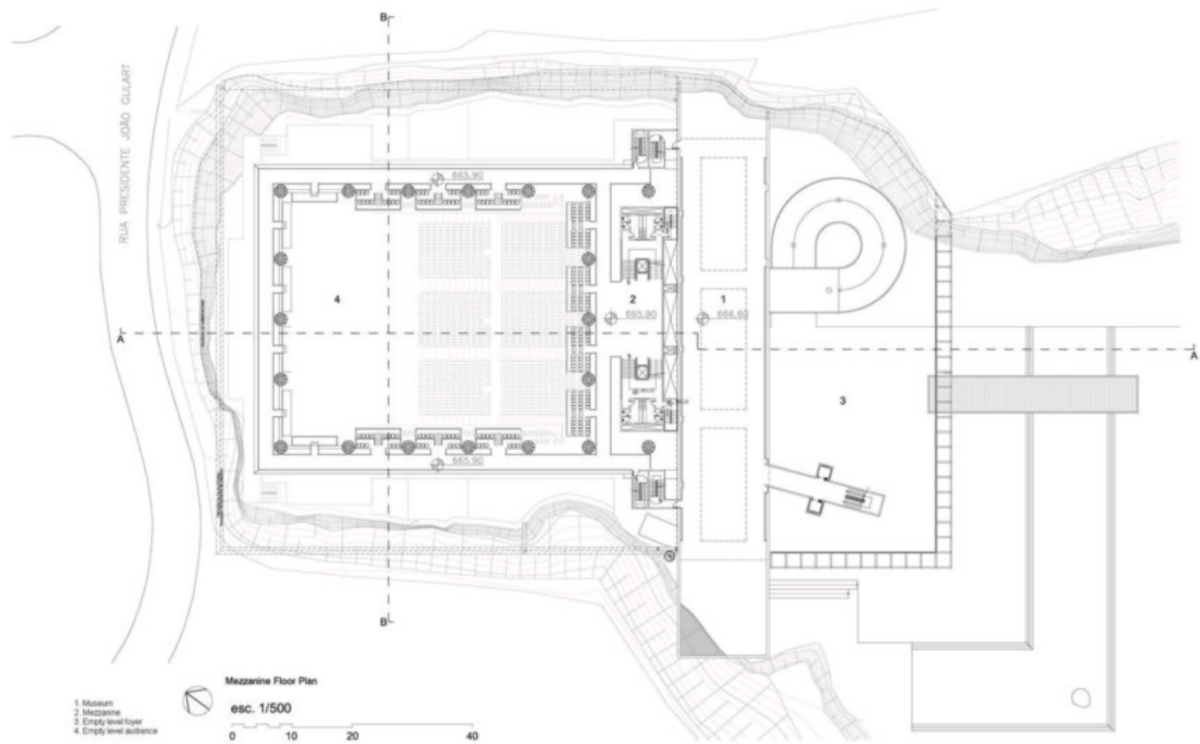 B
RUA PRESIDENTE JOÃO GULART
665.90
4
2
1
665.90
666.60
A
A
3
665.90
B
Mezzanine Floor Plan
esc. 1/500
1. Museum
2. Mezzanine
3. Empty level foyer
4. Empty level audience
0 10 20 40